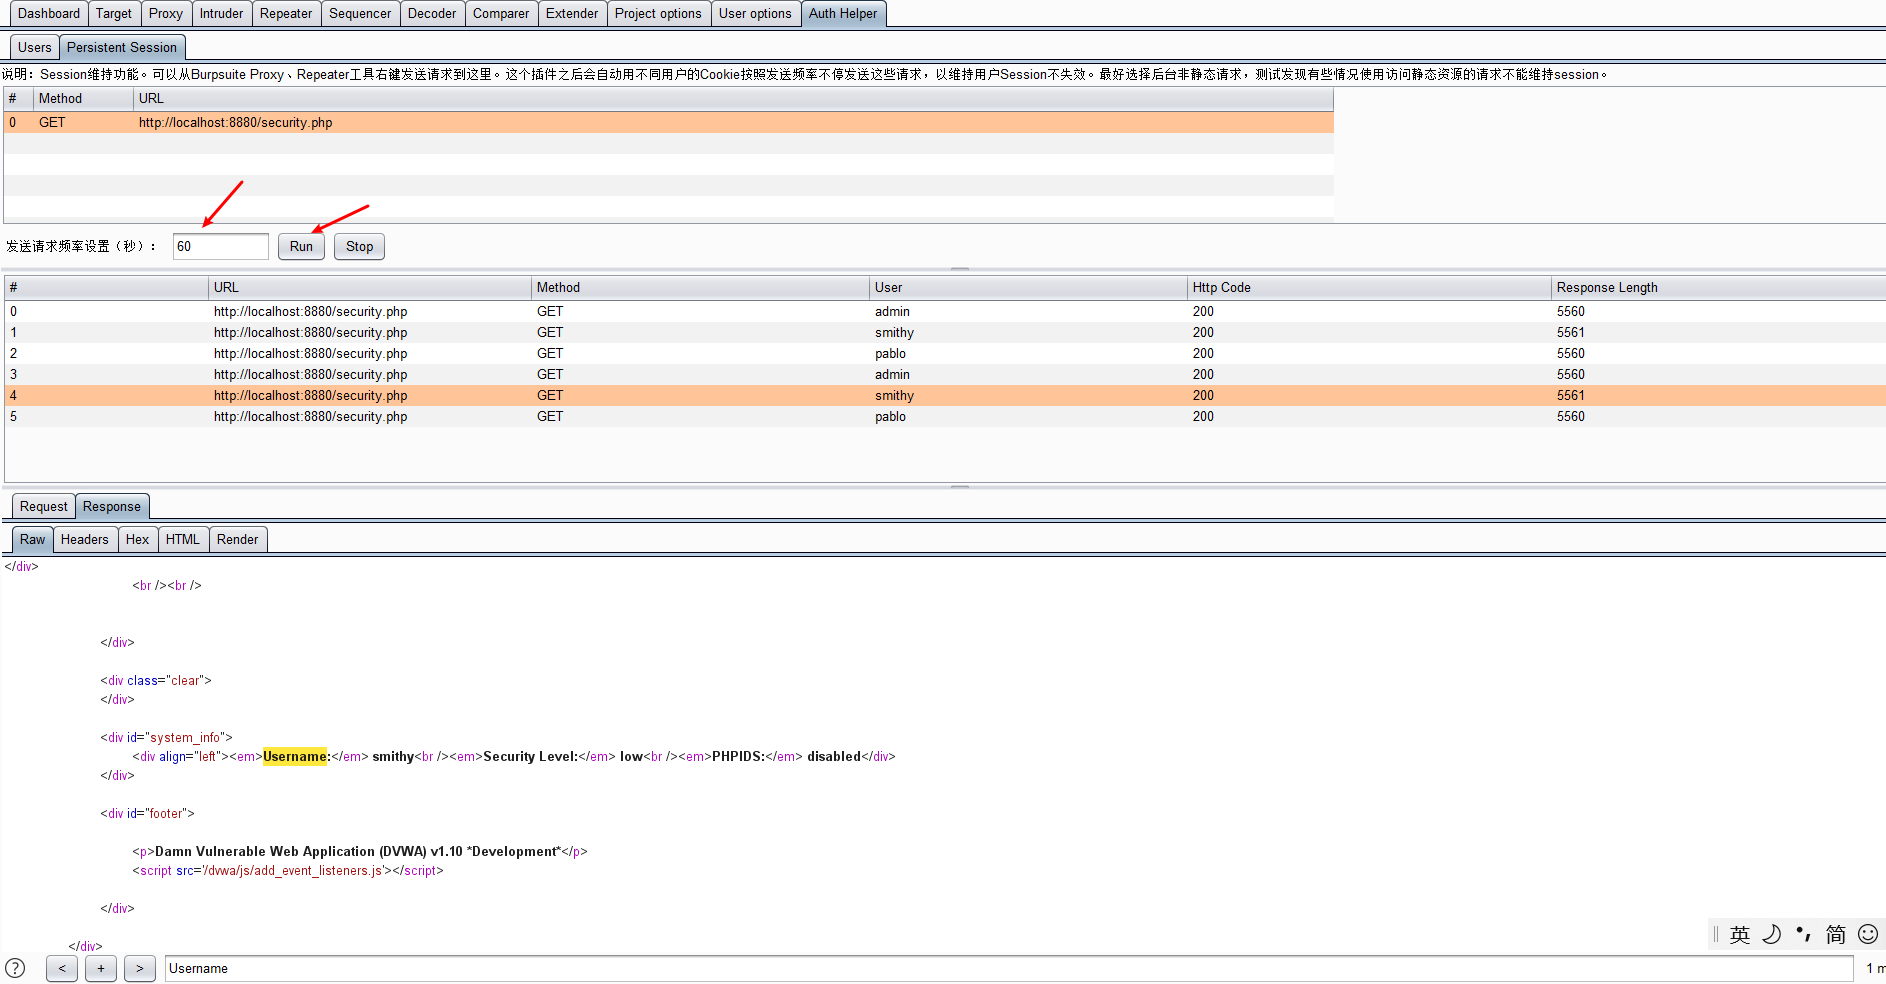 Dashboard Target Proxy Intruder Repeater Sequencer Decoder Comparer Extender Project options User options Auth Helper
Users Persistent Session
说明：Session维持功能。可以从Burpsuite Proxy、Repeater工具右键发送请求到这里。这个插件之后会自动用不同用户的Cookie按照发送频率不停发送这些请求，以维持用户Session不失效。最好选择后台非静态请求，测试发现有些情况使用访问静态资源的请求不能维持session。
# Method URL
0 GET http://localhost:8880/security.php
发送请求频率设置（秒）： 60 Run Stop
# URL Method User Http Code Response Length
0 http://localhost:8880/security.php GET admin 200 5560
1 http://localhost:8880/security.php GET smithy 200 5561
2 http://localhost:8880/security.php GET pablo 200 5560
3 http://localhost:8880/security.php GET admin 200 5560
4 http://localhost:8880/security.php GET smithy 200 5561
5 http://localhost:8880/security.php GET pablo 200 5560
Request Response
Raw Headers Hex HTML Render
</div>
<br /><br />
</div>
<div class="clear">
</div>
<div id="system_info">
<div align="left"><em>Username:</em> smithy<br /><em>Security Level:</em> low<br /><em>PHPIDS:</em> disabled</div>
</div>
<div id="footer">
<p>Damn Vulnerable Web Application (DVWA) v1.10 *Development*</p>
<script src='/dvwa/js/add_event_listeners.js'></script>
</div>
</div>
英 简
? < + > Username 1 m